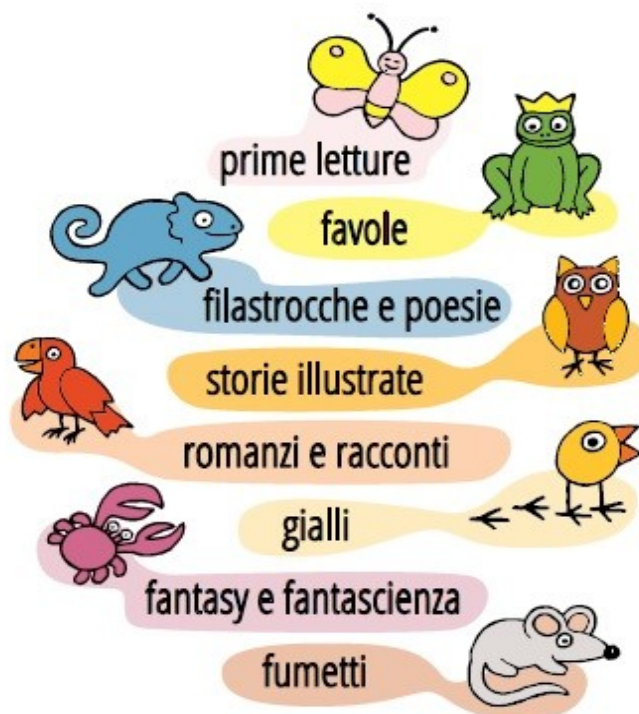 prime letture
favole
filastrocche e poesie
storie illustrate
romanzi e racconti
gialli
fantasy e fantascienza
fumetti